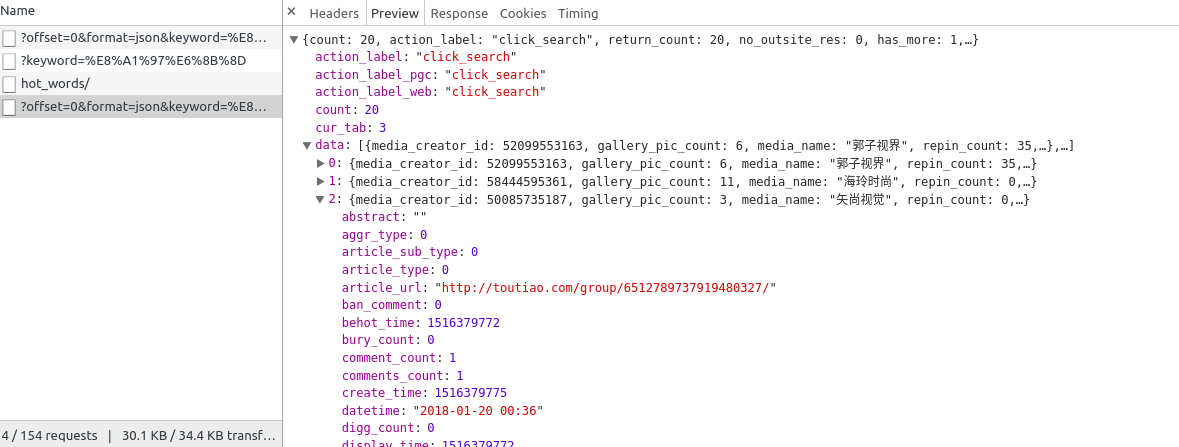 Name
?offset=0&format=json&keyword=%E8...
?keyword=%E8%A1%97%E6%8B%8D
hot_words/
?offset=0&format=json&keyword=%E8...
4 / 154 requests | 30.1 KB / 34.4 KB transf...
× Headers Preview Response Cookies Timing
▼{count: 20, action_label: "click_search", return_count: 20, no_outsite_res: 0, has_more: 1,…}
action_label: "click_search"
action_label_pgc: "click_search"
action_label_web: "click_search"
count: 20
cur_tab: 3
▼data: [{media_creator_id: 52099553163, gallery_pic_count: 6, media_name: "郭子视界", repin_count: 35,…},…]
▶0: {media_creator_id: 52099553163, gallery_pic_count: 6, media_name: "郭子视界", repin_count: 35,…}
▶1: {media_creator_id: 58444595361, gallery_pic_count: 11, media_name: "海玲时尚", repin_count: 0,…}
▼2: {media_creator_id: 50085735187, gallery_pic_count: 3, media_name: "矢尚视觉", repin_count: 0,…}
abstract: ""
aggr_type: 0
article_sub_type: 0
article_type: 0
article_url: "http://toutiao.com/group/6512789737919480327/"
ban_comment: 0
behot_time: 1516379772
bury_count: 0
comment_count: 1
comments_count: 1
create_time: 1516379775
datetime: "2018-01-20 00:36"
digg_count: 0
display_time: 1516379772